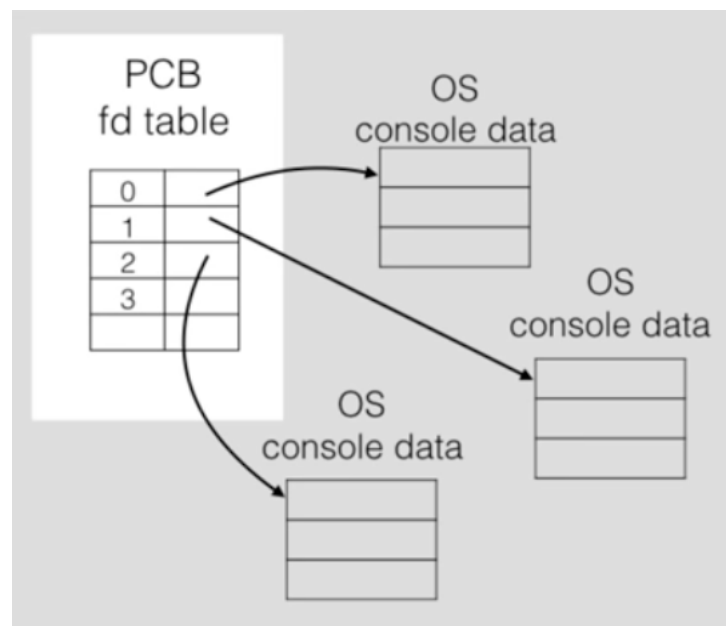 PCB
fd table
0
1
2
3
OS
console data
OS
console data
OS
console data